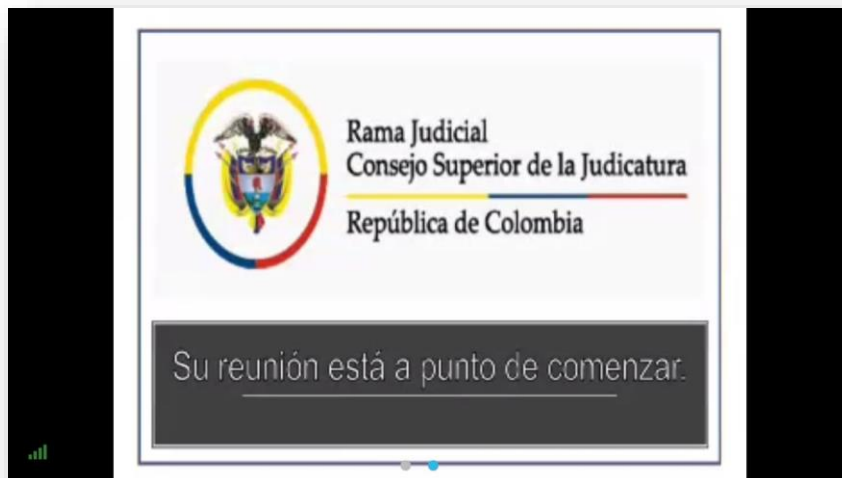 Rama Judicial
Consejo Superior de la Judicatura
República de Colombia
Su reunión está a punto de comenzar.